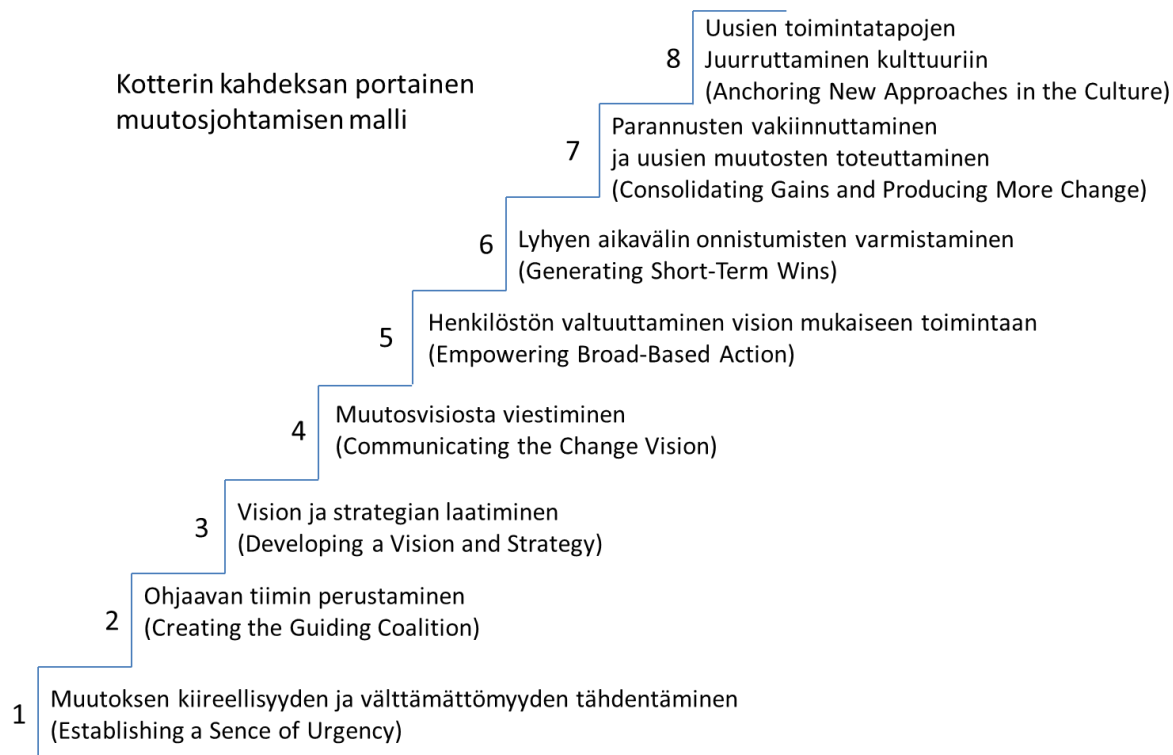 Kotterin kahdeksan portainen
muutosjohtamisen malli
8
Uusien toimintatapojen
Juurruttaminen kulttuuriin
(Anchoring New Approaches in the Culture)
7
Parannusten vakiinnuttaminen
ja uusien muutosten toteuttaminen
(Consolidating Gains and Producing More Change)
6
Lyhyen aikavälin onnistumisten varmistaminen
(Generating Short-Term Wins)
5
Henkilöstön valtuuttaminen vision mukaiseen toimintaan
(Empowering Broad-Based Action)
4
Muutosvisiosta viestiminen
(Communicating the Change Vision)
3
Vision ja strategian laatiminen
(Developing a Vision and Strategy)
2
Ohjaavan tiimin perustaminen
(Creating the Guiding Coalition)
1
Muutoksen kiireellisyyden ja välttämättömyyden tähdentäminen
(Establishing a Sence of Urgency)